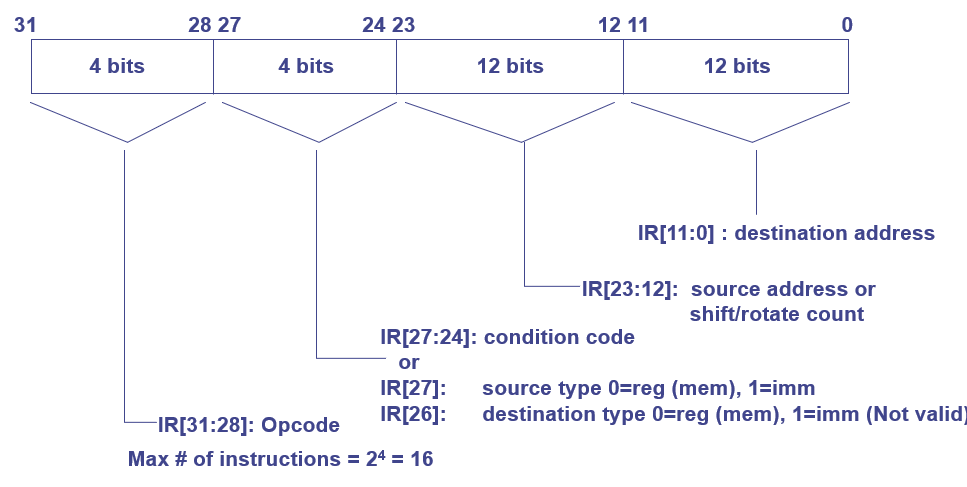 31 28 27 24 23 12 11 0
4 bits 4 bits 12 bits 12 bits
IR[11:0] : destination address
IR[23:12]: source address or
shift/rotate count
IR[27:24]: condition code
or
IR[27]: source type 0=reg (mem), 1=imm
IR[26]: destination type 0=reg (mem), 1=imm (Not valid)
IR[31:28]: Opcode
Max # of instructions = 2⁴ = 16